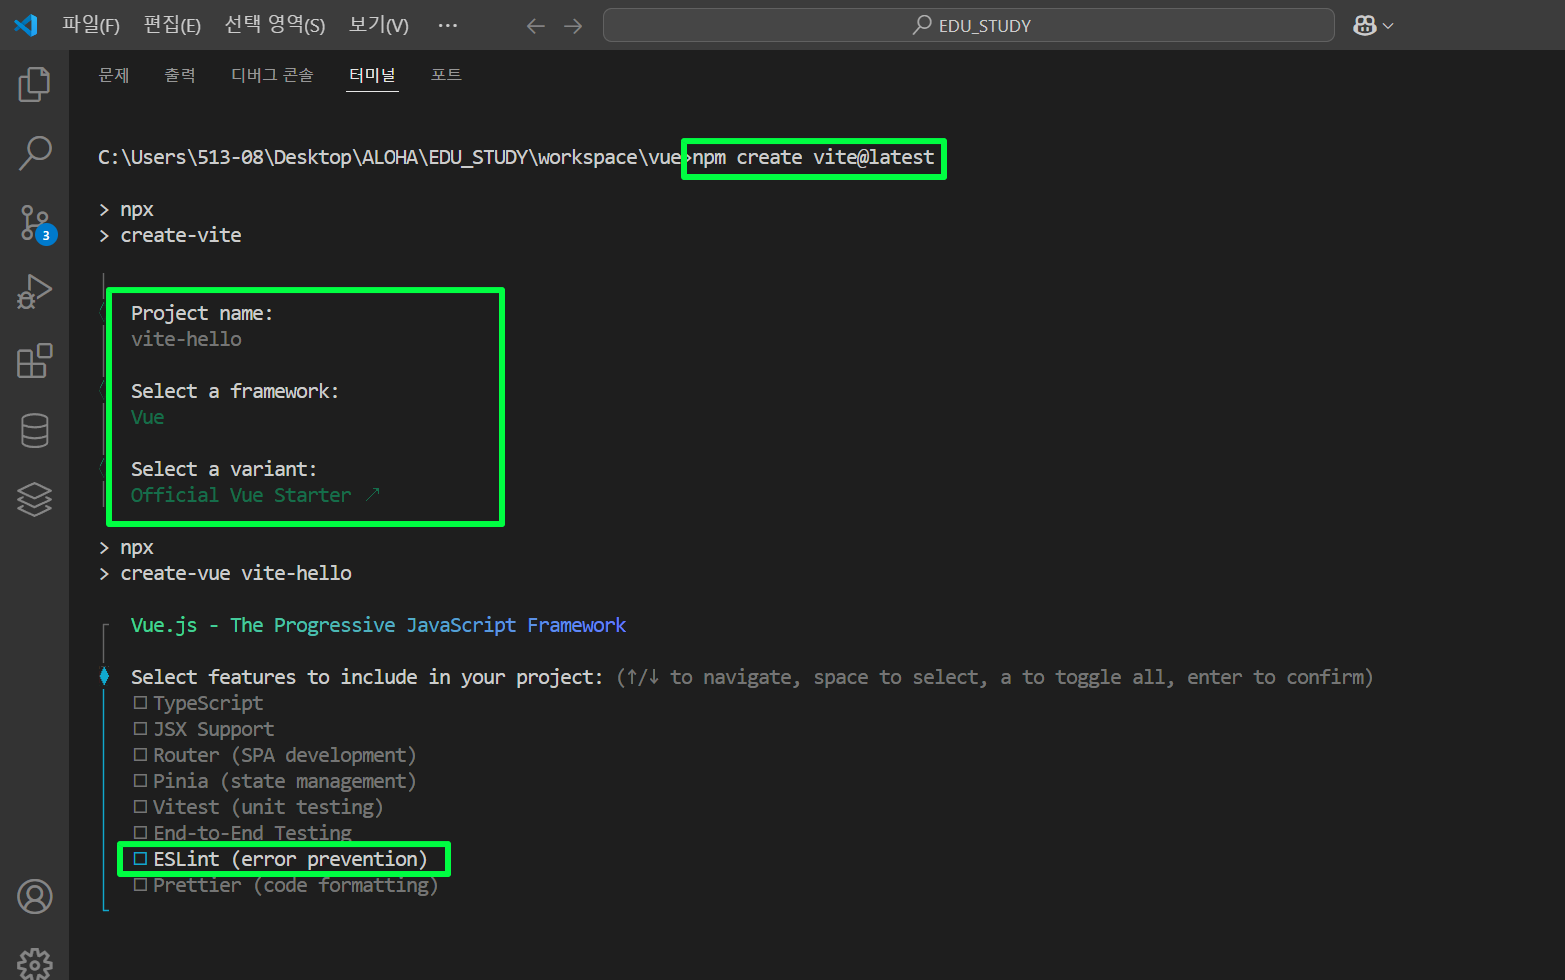 파일(F) 편집(E) 선택 영역(S) 보기(V) ··· EDU_STUDY
문제 출력 디버그 콘솔 터미널 포트
C:\Users\513-08\Desktop\ALOHA\EDU_STUDY\workspace\vue>npm create vite@latest
> npx
> create-vite
3
Project name:
vite-hello
Select a framework:
Vue
Select a variant:
Official Vue Starter ↗
> npx
> create-vue vite-hello
Vue.js - The Progressive JavaScript Framework
Select features to include in your project: (↑/↓ to navigate, space to select, a to toggle all, enter to confirm)
TypeScript
JSX Support
Router (SPA development)
Pinia (state management)
Vitest (unit testing)
End-to-End Testing
ESLint (error prevention)
Prettier (code formatting)